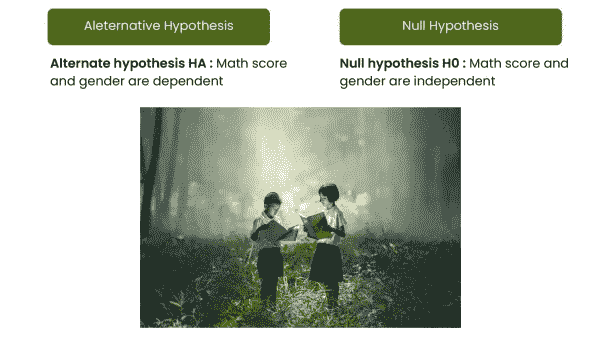 Aleternative Hypothesis
Alternate hypothesis HA : Math score
and gender are dependent
Null Hypothesis
Null hypothesis H0 : Math score and
gender are independent